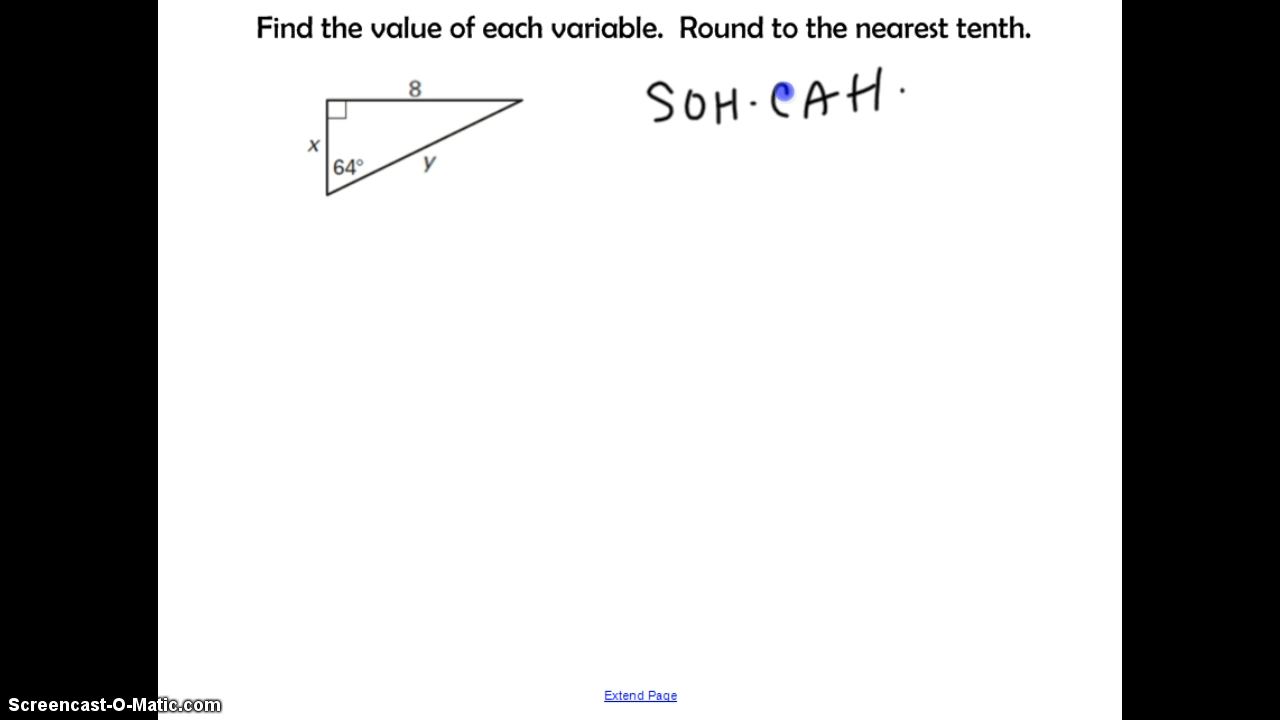 Find the value of each variable. Round to the nearest tenth.
8
SOH·CAH·
x
64°
y
Extend Page
Screencast-O-Matic.com